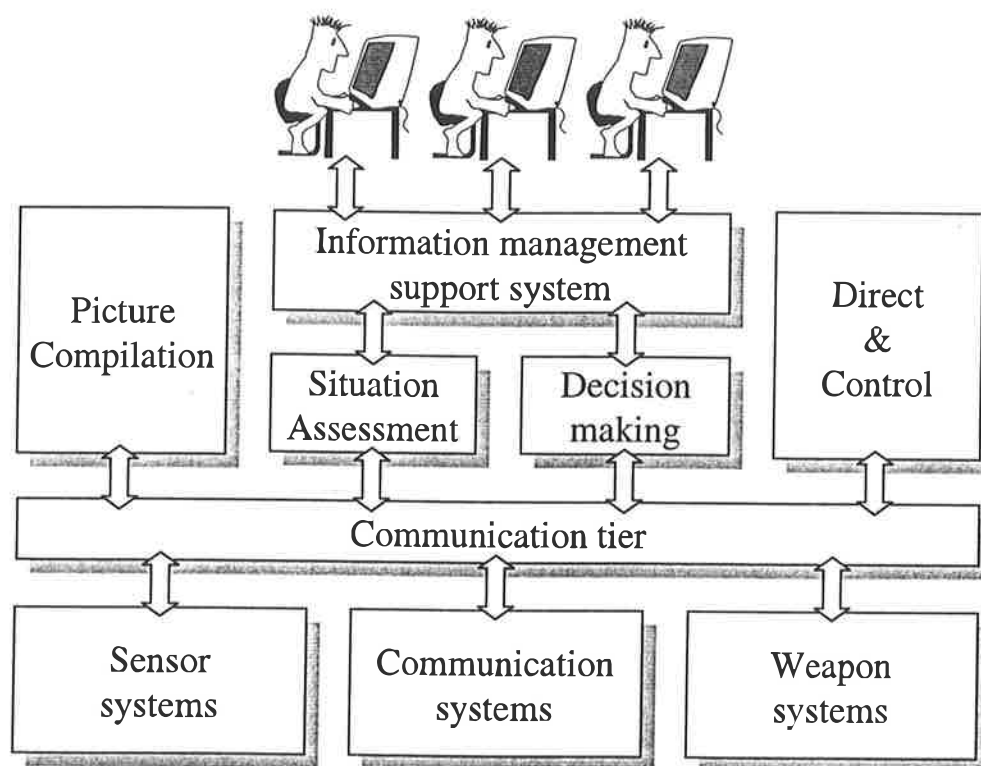 Information management
support system
Picture
Compilation
Direct
&
Control
Situation
Assessment
Decision
making
Communication tier
Sensor
systems
Communication
systems
Weapon
systems